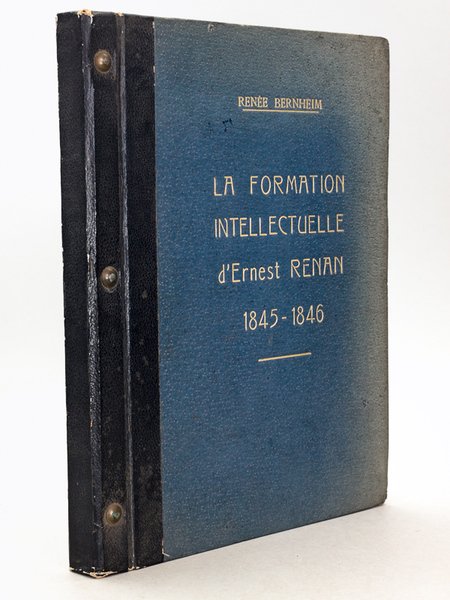 RENÉE BERNHEIM
LA FORMATION
INTELLECTUELLE
d'Ernest RENAN
1845-1846